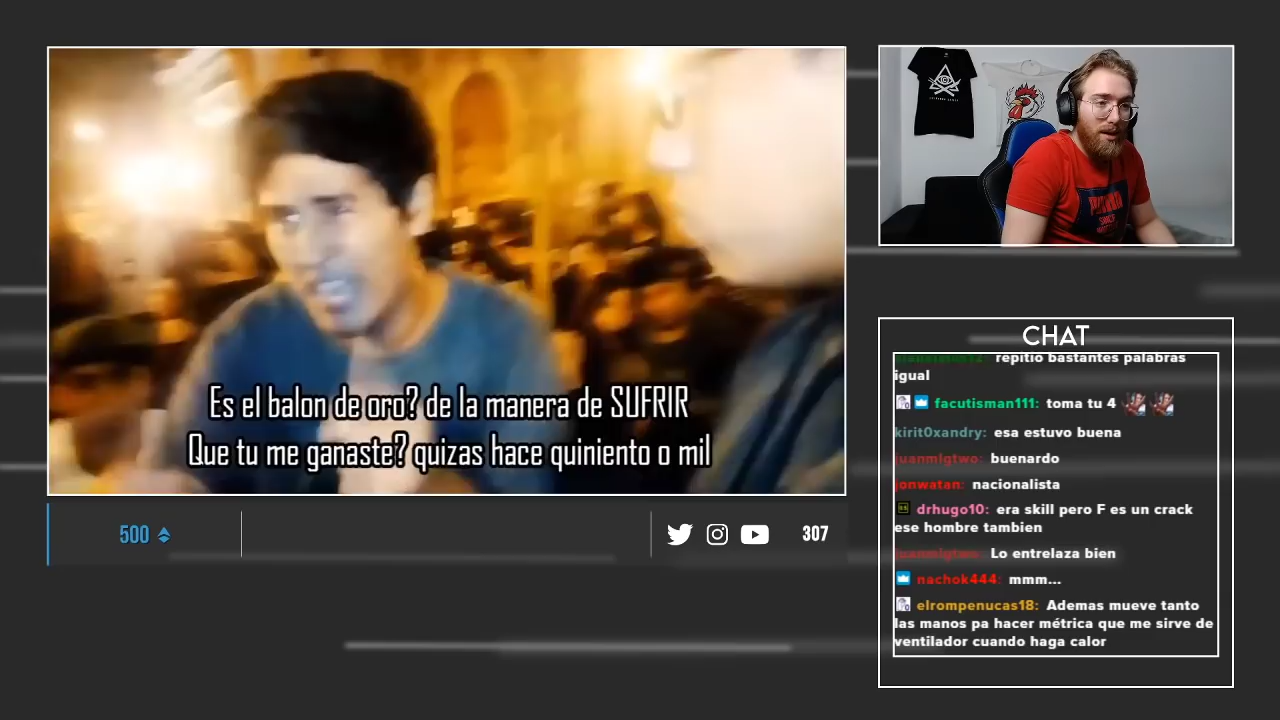 Es el balon de oro? de la manera de SUFRIR
Que tu me ganaste? quizas hace quiniento o mil
500
307
CHAT
repitio bastantes palabras
igual
facutisman111: toma tu 4
kirit0xandry: esa estuvo buena
juanmigtwo: buenardo
jonwatan: nacionalista
drhugo10: era skill pero F es un crack
ese hombre tambien
juanmigtwo: Lo entrelaza bien
nachok444: mmm...
elrompenucas18: Ademas mueve tanto
las manos pa hacer métrica que me sirve de
ventilador cuando haga calor